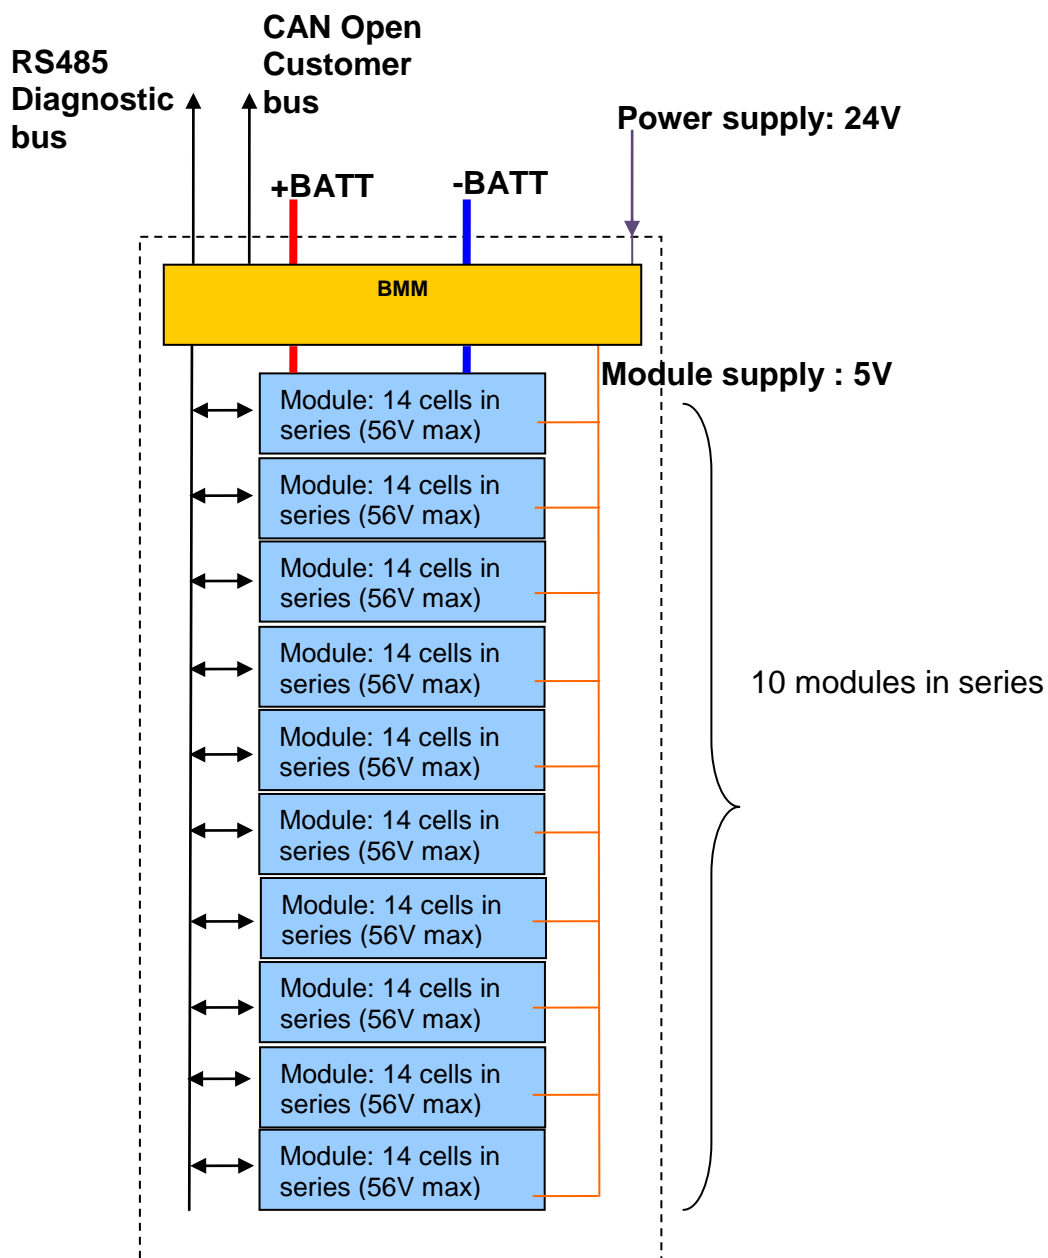 RS485
Diagnostic
bus
CAN Open
Customer
bus
Power supply: 24V
+BATT
-BATT
BMM
Module supply : 5V
Module: 14 cells in
series (56V max)
Module: 14 cells in
series (56V max)
Module: 14 cells in
series (56V max)
Module: 14 cells in
series (56V max)
Module: 14 cells in
series (56V max)
Module: 14 cells in
series (56V max)
Module: 14 cells in
series (56V max)
Module: 14 cells in
series (56V max)
Module: 14 cells in
series (56V max)
Module: 14 cells in
series (56V max)
10 modules in series